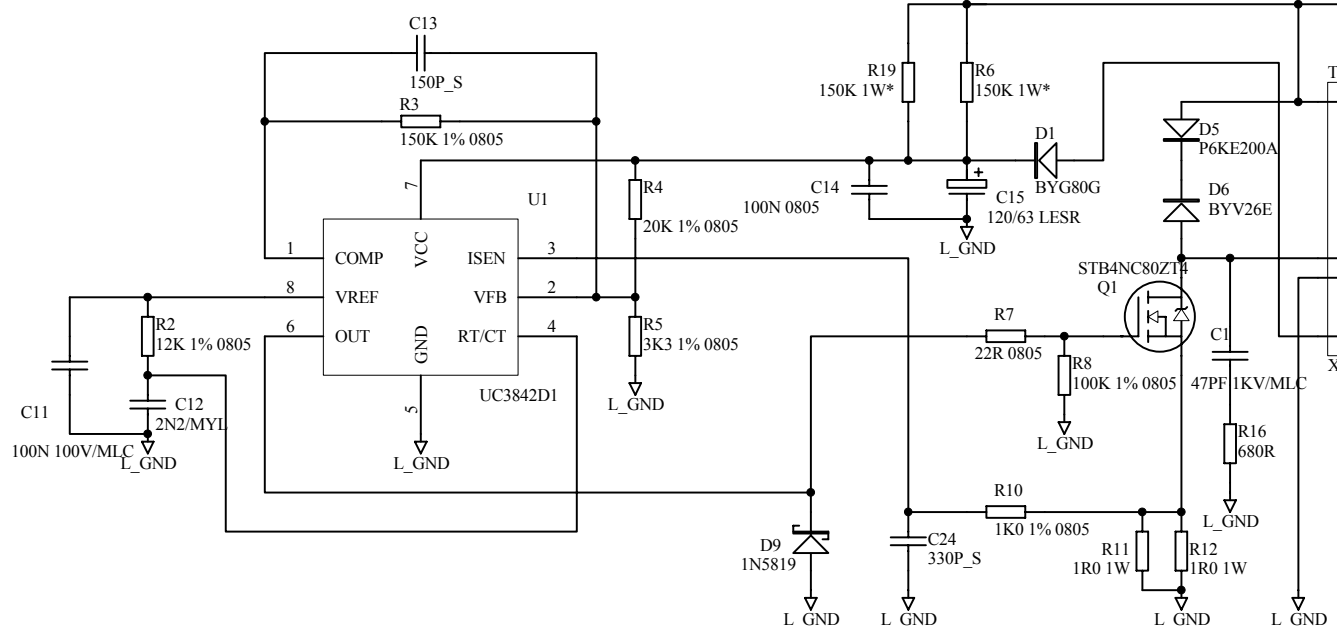 C13
150P_S
R3
150K 1% 0805
R19
150K 1W*
R6
150K 1W*
T
D5
P6KE200A
D1
BYG80G
D6
BYV26E
C14
100N 0805
+
C15
120/63 LESR
L_GND
7
U1
R4
20K 1% 0805
1
COMP
VCC
ISEN
3
8
VREF
VFB
2
6
OUT
GND
RT/CT
4
5
UC3842D1
R2
12K 1% 0805
R5
3K3 1% 0805
L_GND
STB4NC80ZT4
Q1
R7
22R 0805
R8
100K 1% 0805
L_GND
C1
47PF 1KV/MLC
X
C11
100N 100V/MLC
C12
2N2/MYL
L_GND
L_GND
R16
680R
L_GND
R10
1K0 1% 0805
D9
1N5819
C24
330P_S
R11
1R0 1W
R12
1R0 1W
L_GND
L_GND
L_GND
L_GND